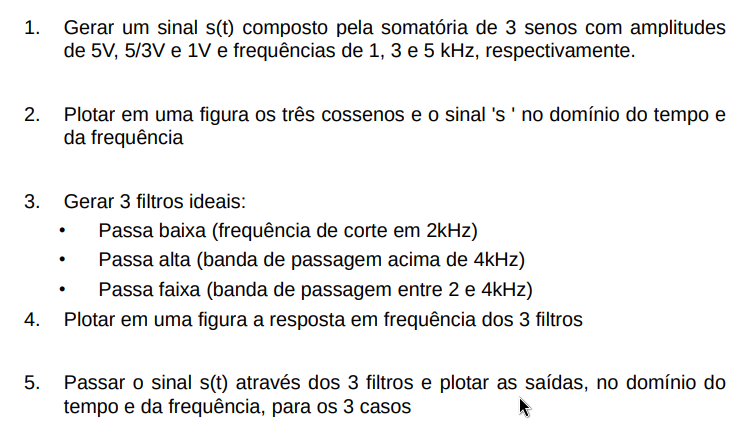 1. Gerar um sinal s(t) composto pela somatória de 3 senos com amplitudes
de 5V, 5/3V e 1V e frequências de 1, 3 e 5 kHz, respectivamente.
2. Plotar em uma figura os três cossenos e o sinal 's ' no domínio do tempo e
da frequência
3. Gerar 3 filtros ideais:
• Passa baixa (frequência de corte em 2kHz)
• Passa alta (banda de passagem acima de 4kHz)
• Passa faixa (banda de passagem entre 2 e 4kHz)
4. Plotar em uma figura a resposta em frequência dos 3 filtros
5. Passar o sinal s(t) através dos 3 filtros e plotar as saídas, no domínio do
tempo e da frequência, para os 3 casos